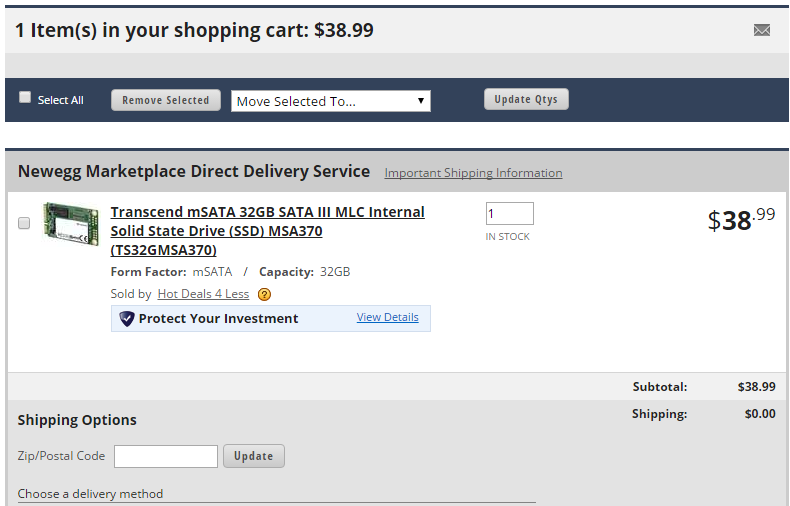 1 Item(s) in your shopping cart: $38.99
Select All Remove Selected Move Selected To... Update Qtys
Newegg Marketplace Direct Delivery Service Important Shipping Information
Transcend mSATA 32GB SATA III MLC Internal 1 $38.99
Solid State Drive (SSD) MSA370 IN STOCK
(TS32GMSA370)
Form Factor: mSATA / Capacity: 32GB
Sold by Hot Deals 4 Less ?
Protect Your Investment View Details
Subtotal: $38.99
Shipping: $0.00
Shipping Options
Zip/Postal Code Update
Choose a delivery method